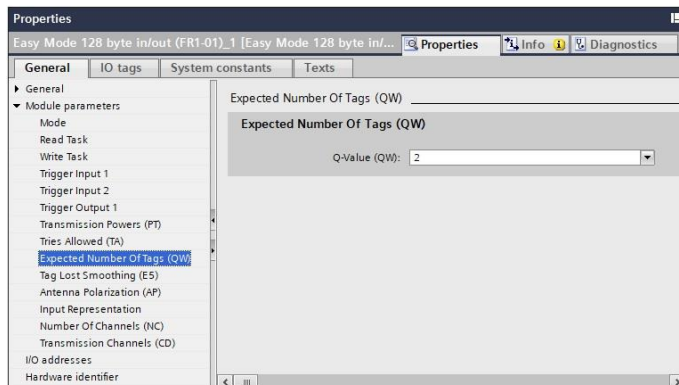 Properties
Easy Mode 128 byte in/out (FR1-01)_1 [Easy Mode 128 byte in/... Properties Info Diagnostics
General IO tags System constants Texts
General
Module parameters
Mode
Read Task
Write Task
Trigger Input 1
Trigger Input 2
Trigger Output 1
Transmission Powers (PT)
Tries Allowed (TA)
Expected Number Of Tags (QW)
Tag Lost Smoothing (E5)
Antenna Polarization (AP)
Input Representation
Number Of Channels (NC)
Transmission Channels (CD)
I/O addresses
Hardware identifier
Expected Number Of Tags (QW)
Expected Number Of Tags (QW)
Q-Value (QW): 2